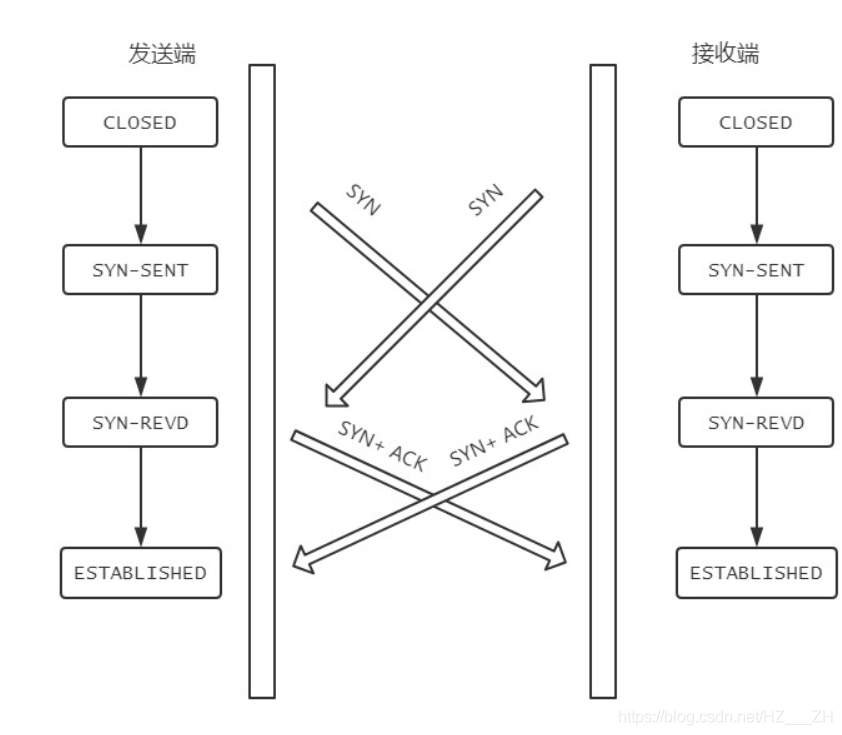 发送端 接收端
CLOSED CLOSED
SYN SYN
SYN-SENT SYN-SENT
SYN-REVD SYN-REVD
SYN+ ACK SYN+ ACK
ESTABLISHED ESTABLISHED
https://blog.csdn.net/HZ___ZH